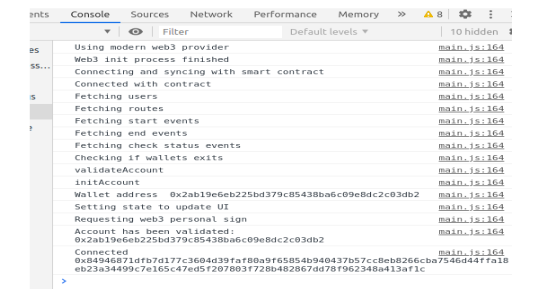 ents Console Sources Network Performance Memory » 8
Filter Default levels ▼ 10 hidden
Using modern web3 provider main.js:164
Web3 init process finished main.js:164
Connecting and syncing with smart contract main.js:164
Connected with contract main.js:164
Fetching users main.js:164
Fetching routes main.js:164
Fetching start events main.js:164
Fetching end events main.js:164
Fetching check status events main.js:164
Checking if wallets exits main.js:164
validateAccount main.js:164
initAccount main.js:164
Wallet address 0x2ab19e6eb225bd379c85438ba6c09e8dc2c03db2 main.js:164
Setting state to update UI main.js:164
Requesting web3 personal sign main.js:164
Account has been validated: main.js:164
0x2ab19e6eb225bd379c85438ba6c09e8dc2c03db2
Connected main.js:164
0x84946871dfb7d177c3604d39faf80a9f65854b940437b57cc8eb8266cba7546d44ffa18
eb23a34499c7e165c47ed5f207803f728b482867dd78f962348a413af1c
>